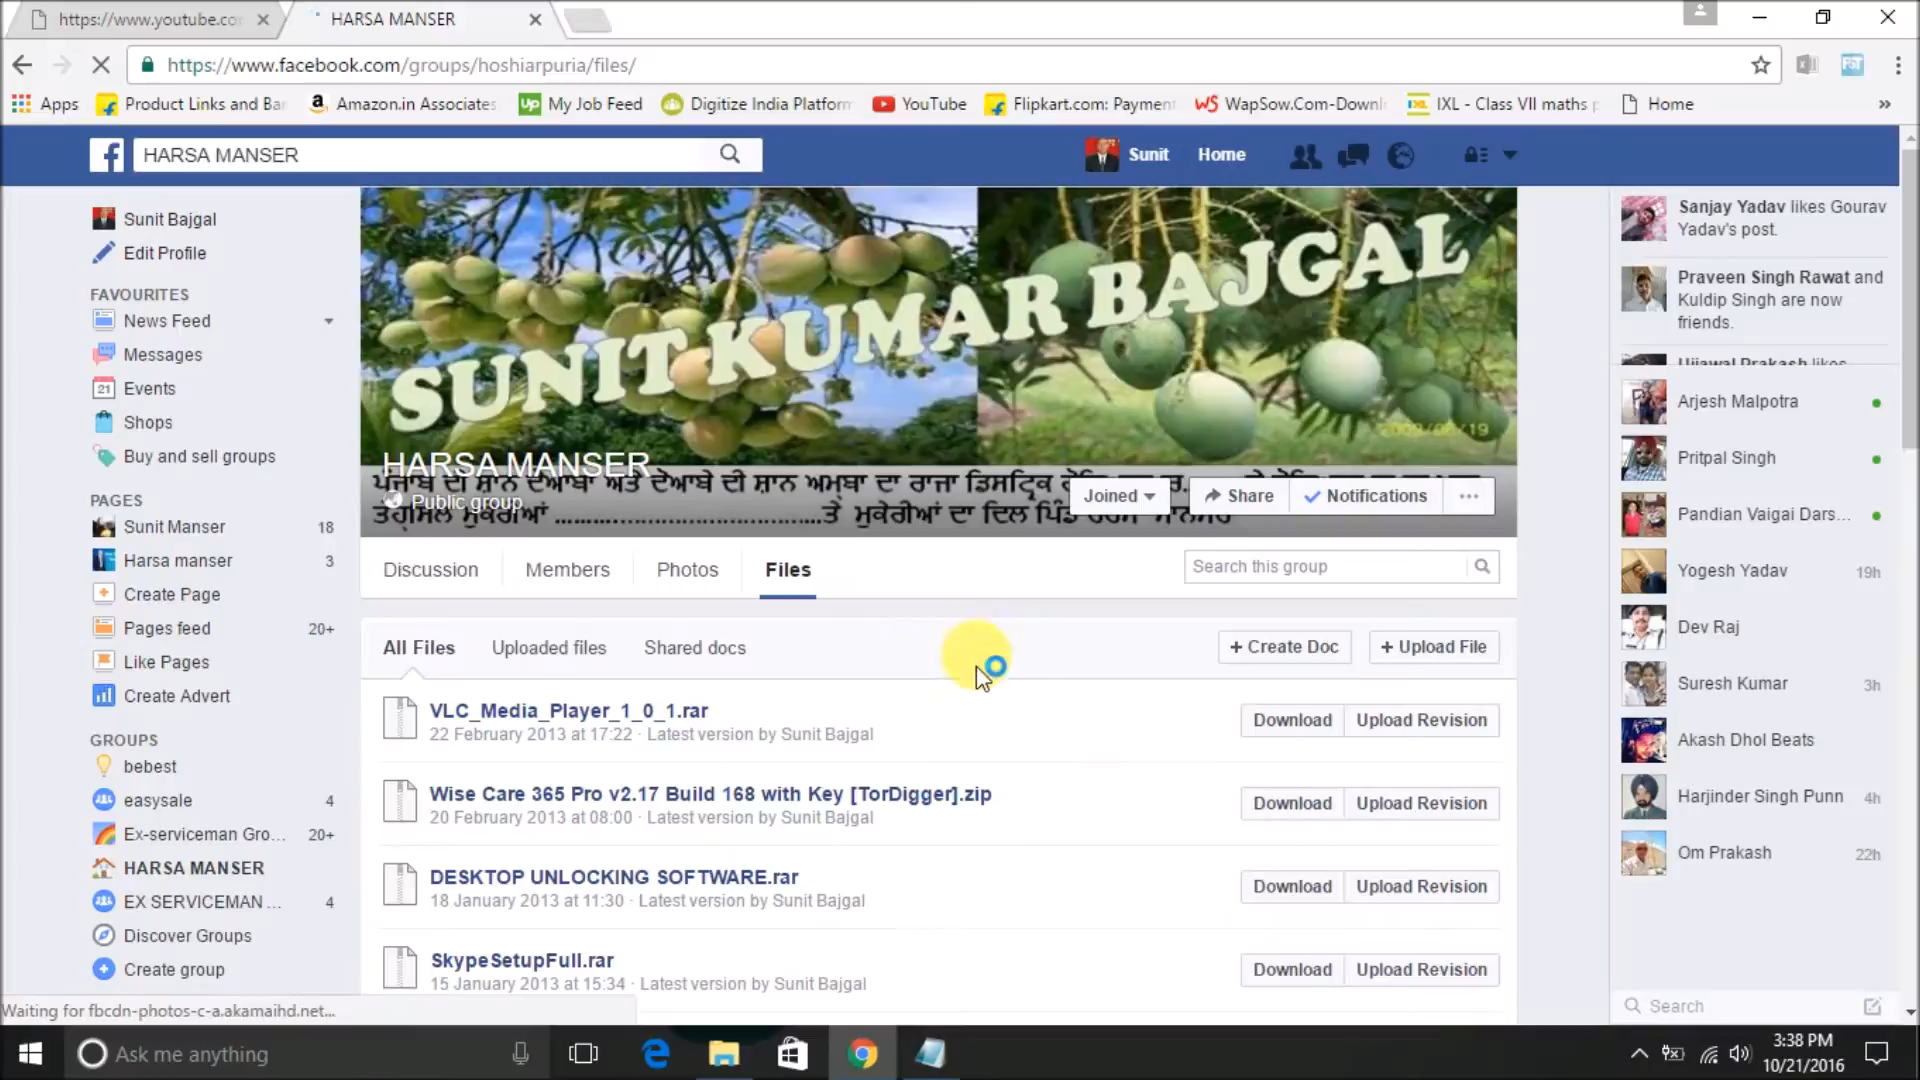 https://www.youtube.co
HARSA MANSER
https://www.facebook.com/groups/hoshiarpuria/files/
Apps
Product Links and Ba
Amazon.in Associates
My Job Feed
Digitize India Platform
YouTube
Flipkart.com: Paymen
WapSow.Com-Downl
IXL - Class VII maths p
Home
HARSA MANSER
Sunit
Home
Sunit Bajgal
Edit Profile
FAVOURITES
News Feed
Messages
Events
Shops
Buy and sell groups
PAGES
Sunit Manser 18
Harsa manser 3
Create Page
Pages feed 20+
Like Pages
Create Advert
GROUPS
bebest
easysale 4
Ex-serviceman Gro... 20+
HARSA MANSER
EX SERVICEMAN ... 4
Discover Groups
Create group
Waiting for fbcdn-photos-c-a.akamaihd.net...
SUNIT KUMAR BAJGAL
HARSA MANSER
ਪੰਜਾਬ ਦੀ ਸ਼ਾਨ ਦੋਆਬਾ ਅਤੇ ਦੋਆਬੇ ਦੀ ਸ਼ਾਨ ਅਮਬਾ ਦਾ ਰਾਜਾ ਡਿਸਟ੍ਰਿਕ
Public group
ਤਹਿਸਿਲ ਮੁਕੇਰੀਆਂ ...ਤੇ ਮੁਕੇਰੀਆਂ ਦਾ ਦਿਲ ਪਿੰਡ
Joined
Share
Notifications
Discussion
Members
Photos
Files
Search this group
All Files
Uploaded files
Shared docs
+ Create Doc
+ Upload File
VLC_Media_Player_1_0_1.rar
22 February 2013 at 17:22 · Latest version by Sunit Bajgal
Download
Upload Revision
Wise Care 365 Pro v2.17 Build 168 with Key [TorDigger].zip
20 February 2013 at 08:00 · Latest version by Sunit Bajgal
Download
Upload Revision
DESKTOP UNLOCKING SOFTWARE.rar
18 January 2013 at 11:30 · Latest version by Sunit Bajgal
Download
Upload Revision
SkypeSetupFull.rar
15 January 2013 at 15:34 · Latest version by Sunit Bajgal
Download
Upload Revision
Sanjay Yadav likes Gourav
Yadav's post.
Praveen Singh Rawat and
Kuldip Singh are now
friends.
Ujjawal Prakash likes
Arjesh Malpotra
Pritpal Singh
Pandian Vaigai Dars...
Yogesh Yadav 19h
Dev Raj
Suresh Kumar 3h
Akash Dhol Beats
Harjinder Singh Punn 4h
Om Prakash 22h
Search
Ask me anything
3:38 PM
10/21/2016